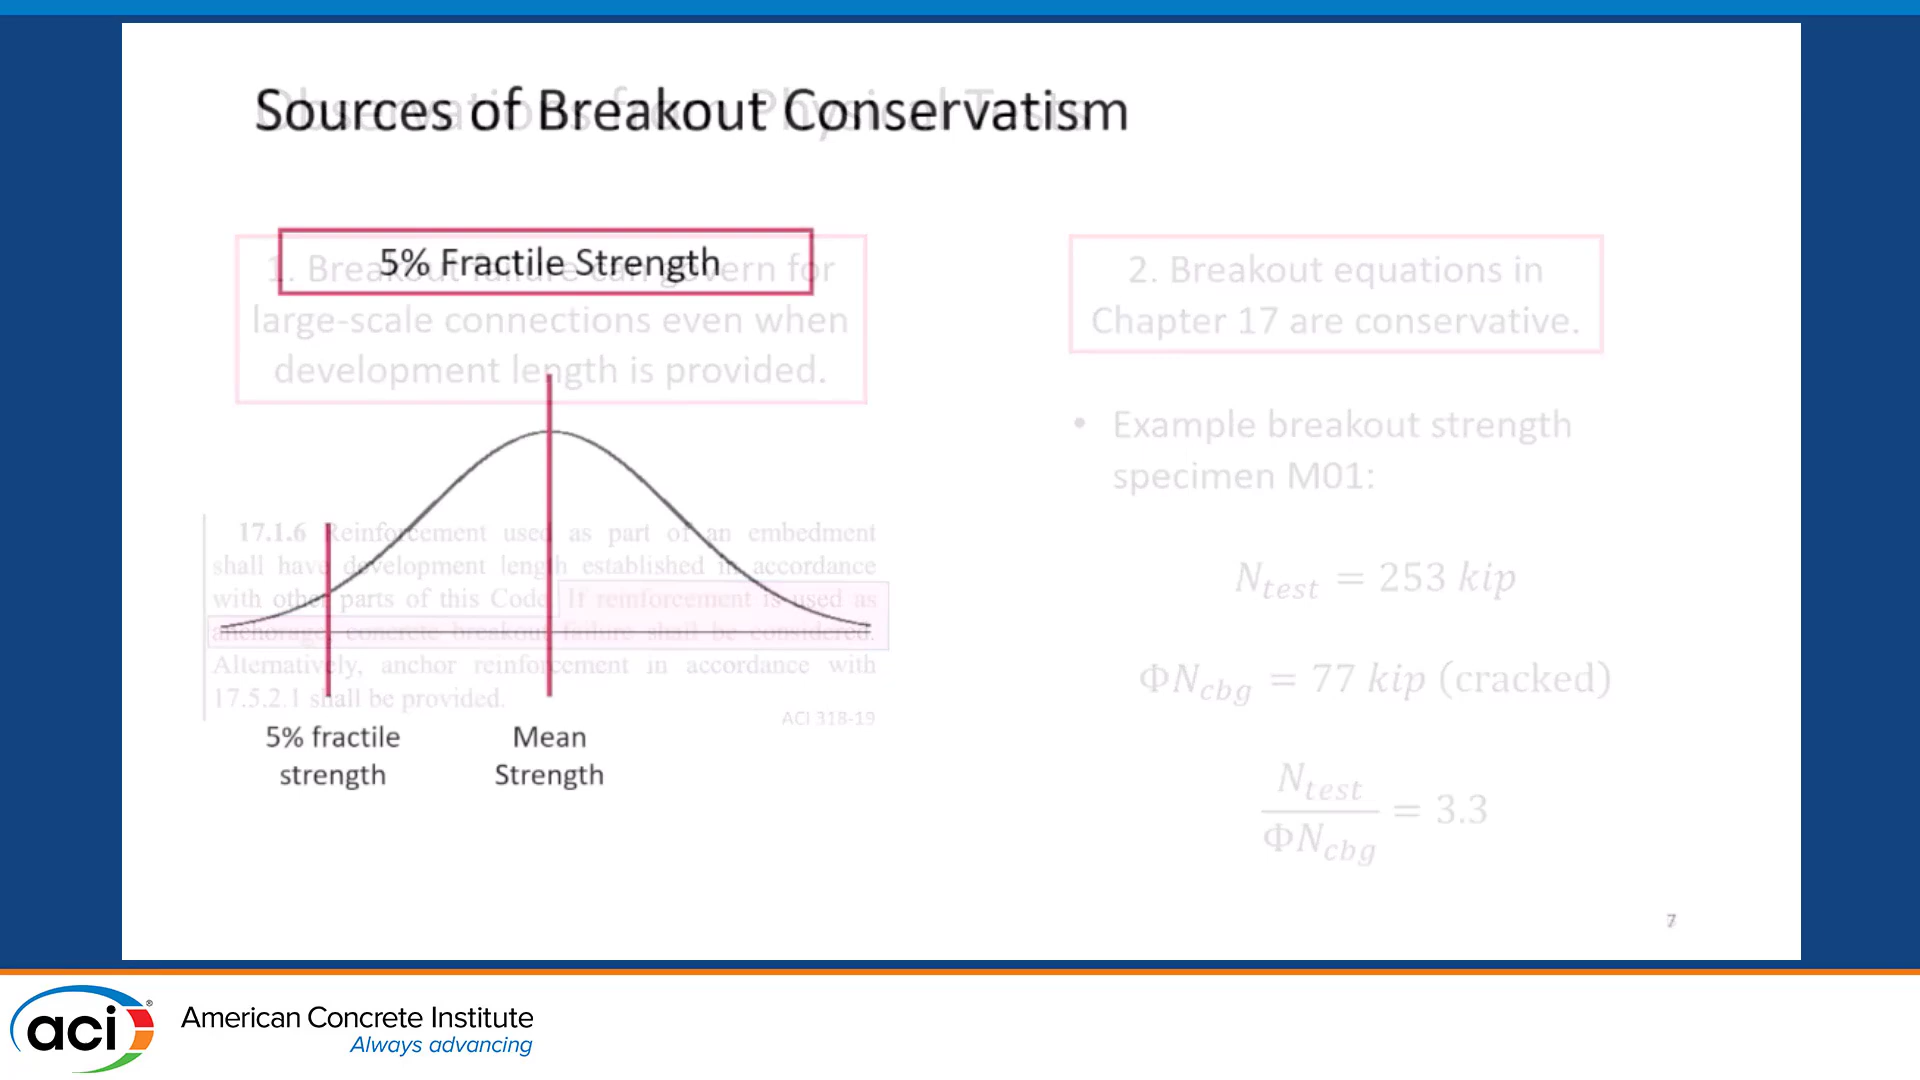 Sources of Breakout Conservatism
Observations from Physical Tests
5% Fractile Strength
1. Breakout failure can govern for
large-scale connections even when
development length is provided.
17.1.6 Reinforcement used as part of an embedment
shall have development length established in accordance
with other parts of this Code. If reinforcement is used as
anchorage, concrete breakout failure shall be considered.
Alternatively, anchor reinforcement in accordance with
17.5.2.1 shall be provided.
ACI 318-19
5% fractile
strength
Mean
Strength
2. Breakout equations in
Chapter 17 are conservative.
• Example breakout strength
specimen M01:
N_test = 253 kip
ΦN_cbg = 77 kip (cracked)
N_test / ΦN_cbg = 3.3
7
aci®
American Concrete Institute
Always advancing